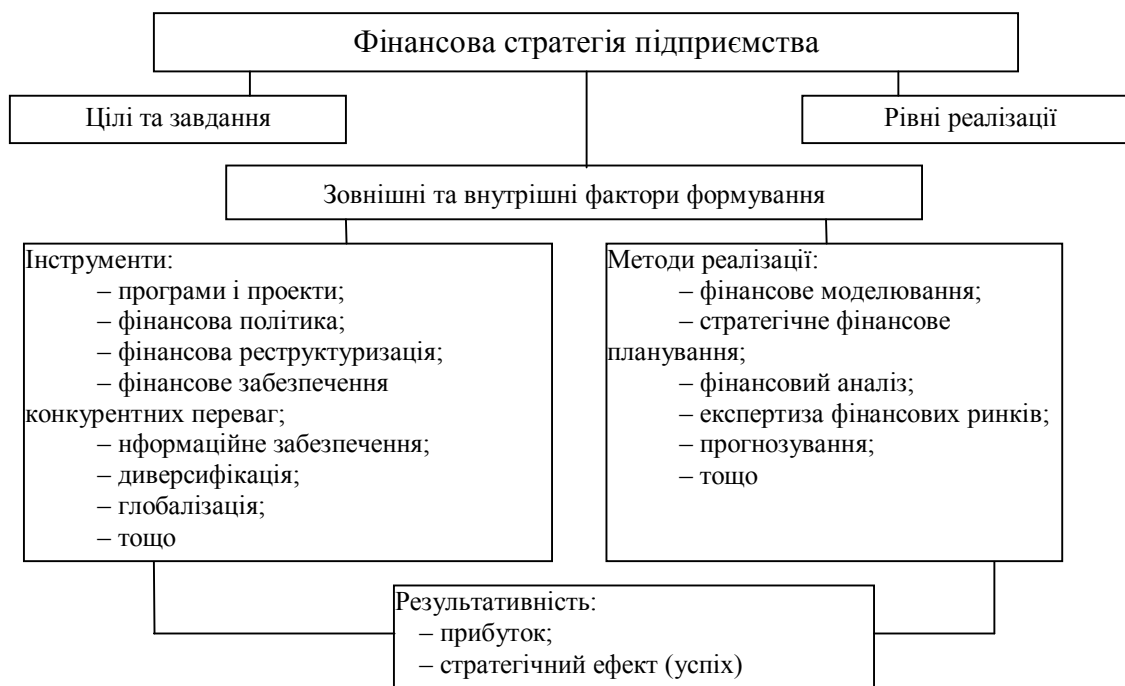 Фінансова стратегія підприємства
Цілі та завдання
Рівні реалізації
Зовнішні та внутрішні фактори формування
Інструменти:
– програми і проекти;
– фінансова політика;
– фінансова реструктуризація;
– фінансове забезпечення
конкурентних переваг;
– нформаційне забезпечення;
– диверсифікація;
– глобалізація;
– тощо
Методи реалізації:
– фінансове моделювання;
– стратегічне фінансове
планування;
– фінансовий аналіз;
– експертиза фінансових ринків;
– прогнозування;
– тощо
Результативність:
– прибуток;
– стратегічний ефект (успіх)